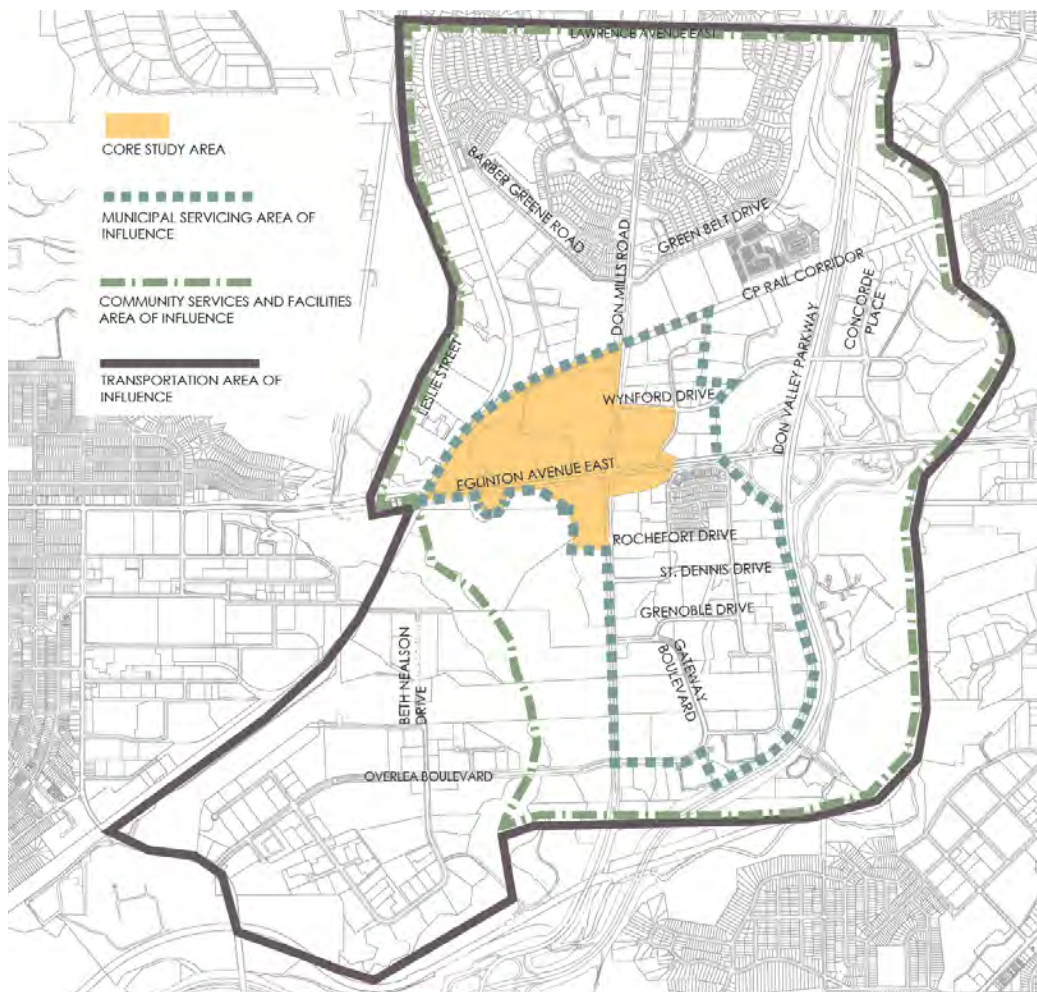 LAWRENCE AVENUE EAST
CORE STUDY AREA
MUNICIPAL SERVICING AREA OF
INFLUENCE
COMMUNITY SERVICES AND FACILITIES
AREA OF INFLUENCE
TRANSPORTATION AREA OF
INFLUENCE
BARBER GREENE ROAD
GREEN BELT DRIVE
DON MILLS ROAD
CP RAIL CORRIDOR
CONCORDE
PLACE
DON VALLEY PARKWAY
LESLIE STREET
WYNFORD DRIVE
EGLINTON AVENUE EAST
ROCHEFORT DRIVE
ST. DENNIS DRIVE
GRENOBLE DRIVE
GATEWAY
BOULEVARD
BETH NEALSON
DRIVE
OVERLEA BOULEVARD